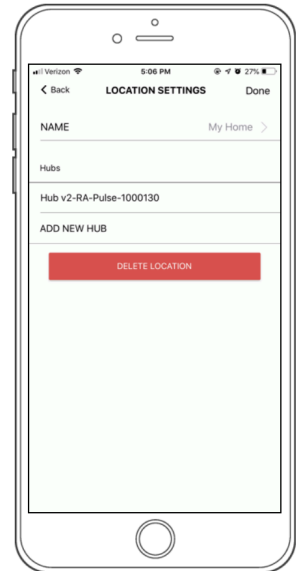 Verizon 5:06 PM 27%
Back LOCATION SETTINGS Done
NAME My Home
Hubs
Hub v2-RA-Pulse-1000130
ADD NEW HUB
DELETE LOCATION